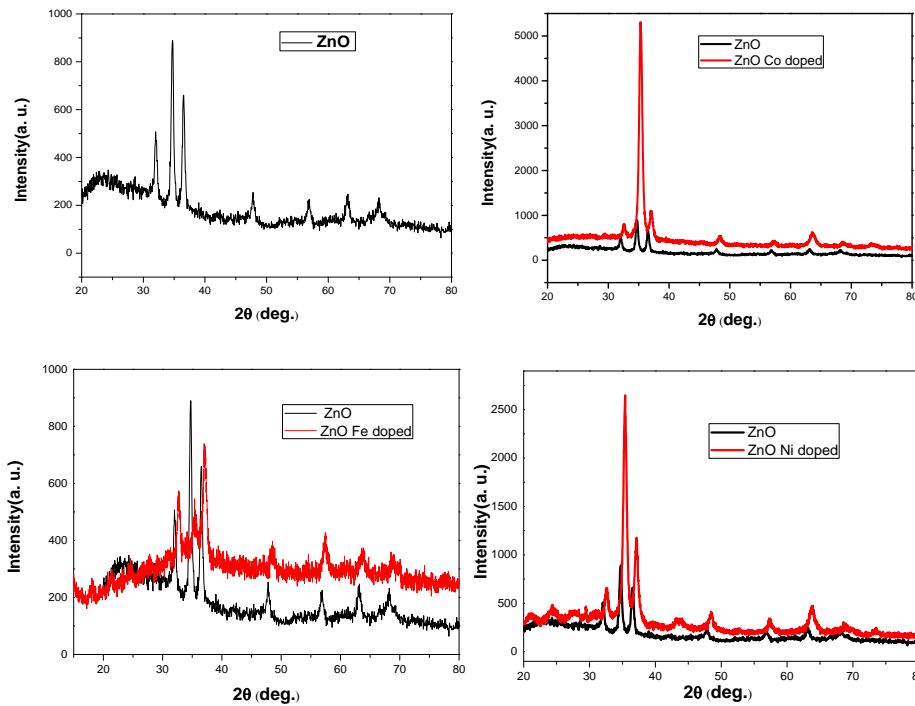 ZnO
1000
800
600
400
200
0
Intensity(a. u.)
20 30 40 50 60 70 80
2θ (deg.)
ZnO
ZnO Co doped
5000
4000
3000
2000
1000
0
Intensity(a. u.)
20 30 40 50 60 70 80
2θ (deg.)
ZnO
ZnO Fe doped
1000
800
600
400
200
0
Intensity(a. u.)
20 30 40 50 60 70 80
2θ (deg.)
ZnO
ZnO Ni doped
2500
2000
1500
1000
500
0
Intensity(a. u.)
20 30 40 50 60 70 80
2θ (deg.)